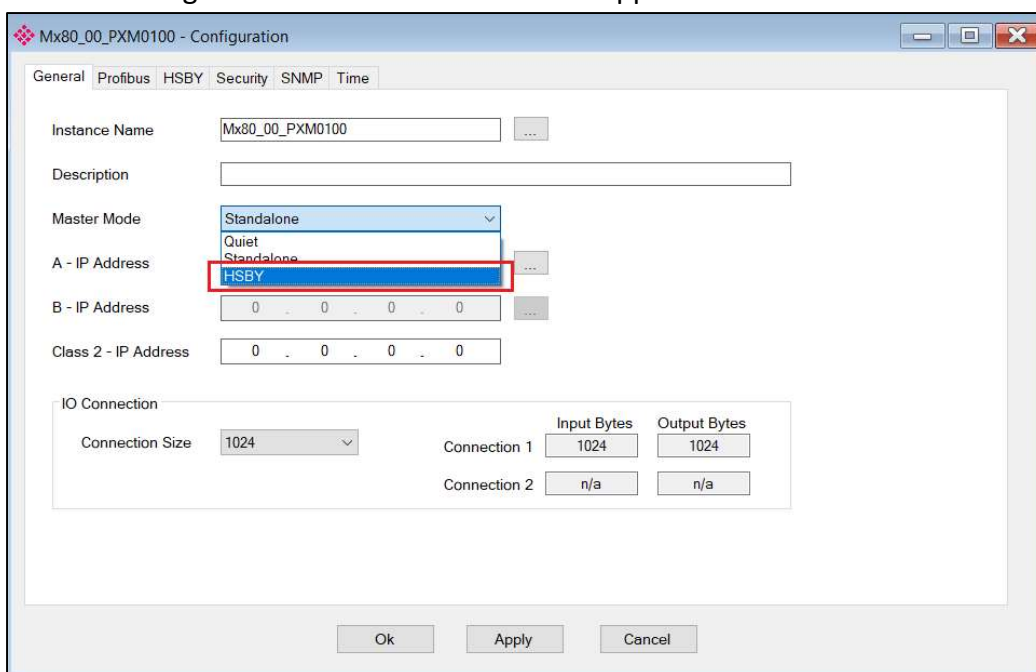 Mx80_00_PXM0100 - Configuration
General Profibus HSBY Security SNMP Time
Instance Name Mx80_00_PXM0100 ...
Description
Master Mode Standalone
Quiet
Standalone
A - IP Address ...
HSBY
B - IP Address 0 . 0 . 0 . 0 ...
Class 2 - IP Address 0 . 0 . 0 . 0
IO Connection
Input Bytes Output Bytes
Connection Size 1024 Connection 1 1024 1024
Connection 2 n/a n/a
Ok Apply Cancel